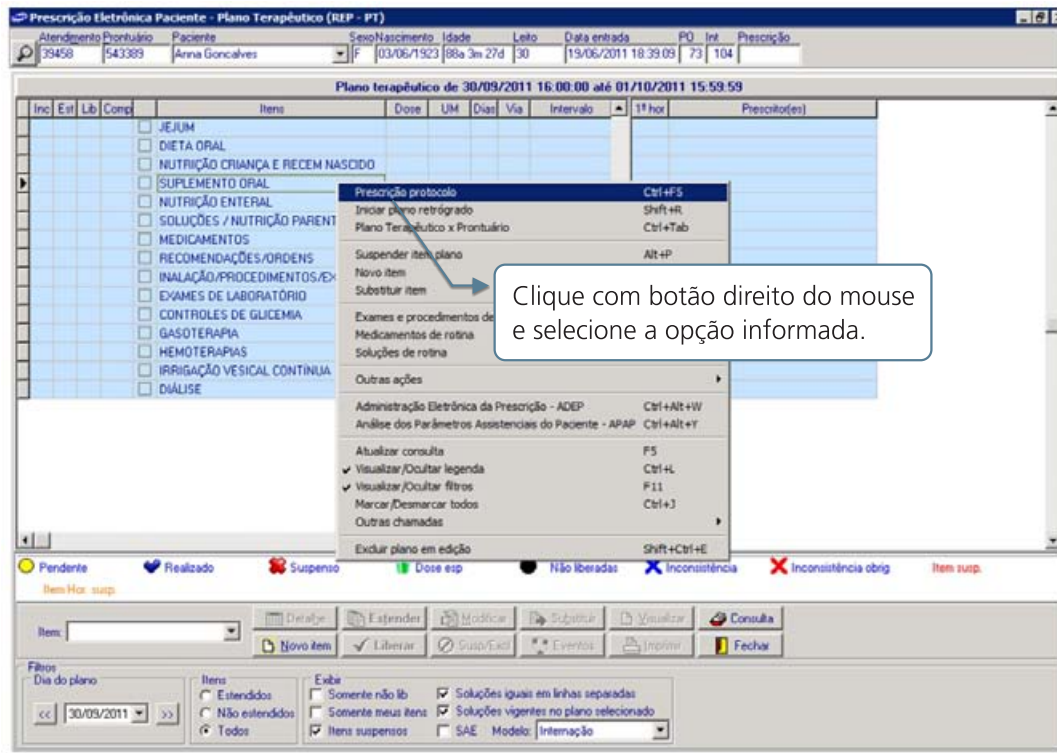 Prescrição Eletrônica Paciente - Plano Terapêutico (REP - PT)
Atendimento Prontuário Paciente Sexo Nascimento Idade Leito Data entrada PO Int Prescrição
39458 543389 Anna Goncalves F 03/06/1923 88a 3m 27d 30 19/06/2011 18:39:09 73 104
Plano terapêutico de 30/09/2011 16:00:00 até 01/10/2011 15:59:59
Inc Est Lib Comp Itens Dose UM Dias Via Intervalo 1ª hor Prescritor(es)
JEJUM
DIETA ORAL
NUTRIÇÃO CRIANÇA E RECEM NASCIDO
SUPLEMENTO ORAL
NUTRIÇÃO ENTERAL
SOLUÇÕES / NUTRIÇÃO PARENT
MEDICAMENTOS
RECOMENDAÇÕES/ORDENS
INALAÇÃO/PROCEDIMENTOS/EX
EXAMES DE LABORATÓRIO
CONTROLES DE GLICEMIA
GASOTERAPIA
HEMOTERAPIAS
IRRIGAÇÃO VESICAL CONTÍNUA
DIÁLISE
Prescrição protocolo Ctrl+F5
Iniciar plano retrógrado Shift+R
Plano Terapêutico x Prontuário Ctrl+Tab
Suspender item plano Alt+P
Novo item
Substituir item
Exames e procedimentos de
Medicamentos de rotina
Soluções de rotina
Outras ações
Administração Eletrônica da Prescrição - ADEP Ctrl+Alt+W
Análise dos Parâmetros Assistenciais do Paciente - APAP Ctrl+Alt+Y
Atualizar consulta F5
Visualizar/Ocultar legenda Ctrl+L
Visualizar/Ocultar filtros F11
Marcar/Desmarcar todos Ctrl+J
Outras chamadas
Excluir plano em edição Shift+Ctrl+E
Clique com botão direito do mouse
e selecione a opção informada.
Pendente Realizado Suspenso Dose esp Não liberadas Inconsistência Inconsistência obrig Item susp.
Item Hor. susp
Item: Detalhe Estender Modificar Substituir Visualizar Consulta
Novo item Liberar Susp/Excl Eventos Imprimir Fechar
Filtros
Dia do plano Itens Exibir
<< 30/09/2011 >>
Estendidos Somente não lib Soluções iguais em linhas separadas
Não estendidos Somente meus itens Soluções vigentes no plano selecionado
Todos Itens suspensos SAE Modelo: Internação